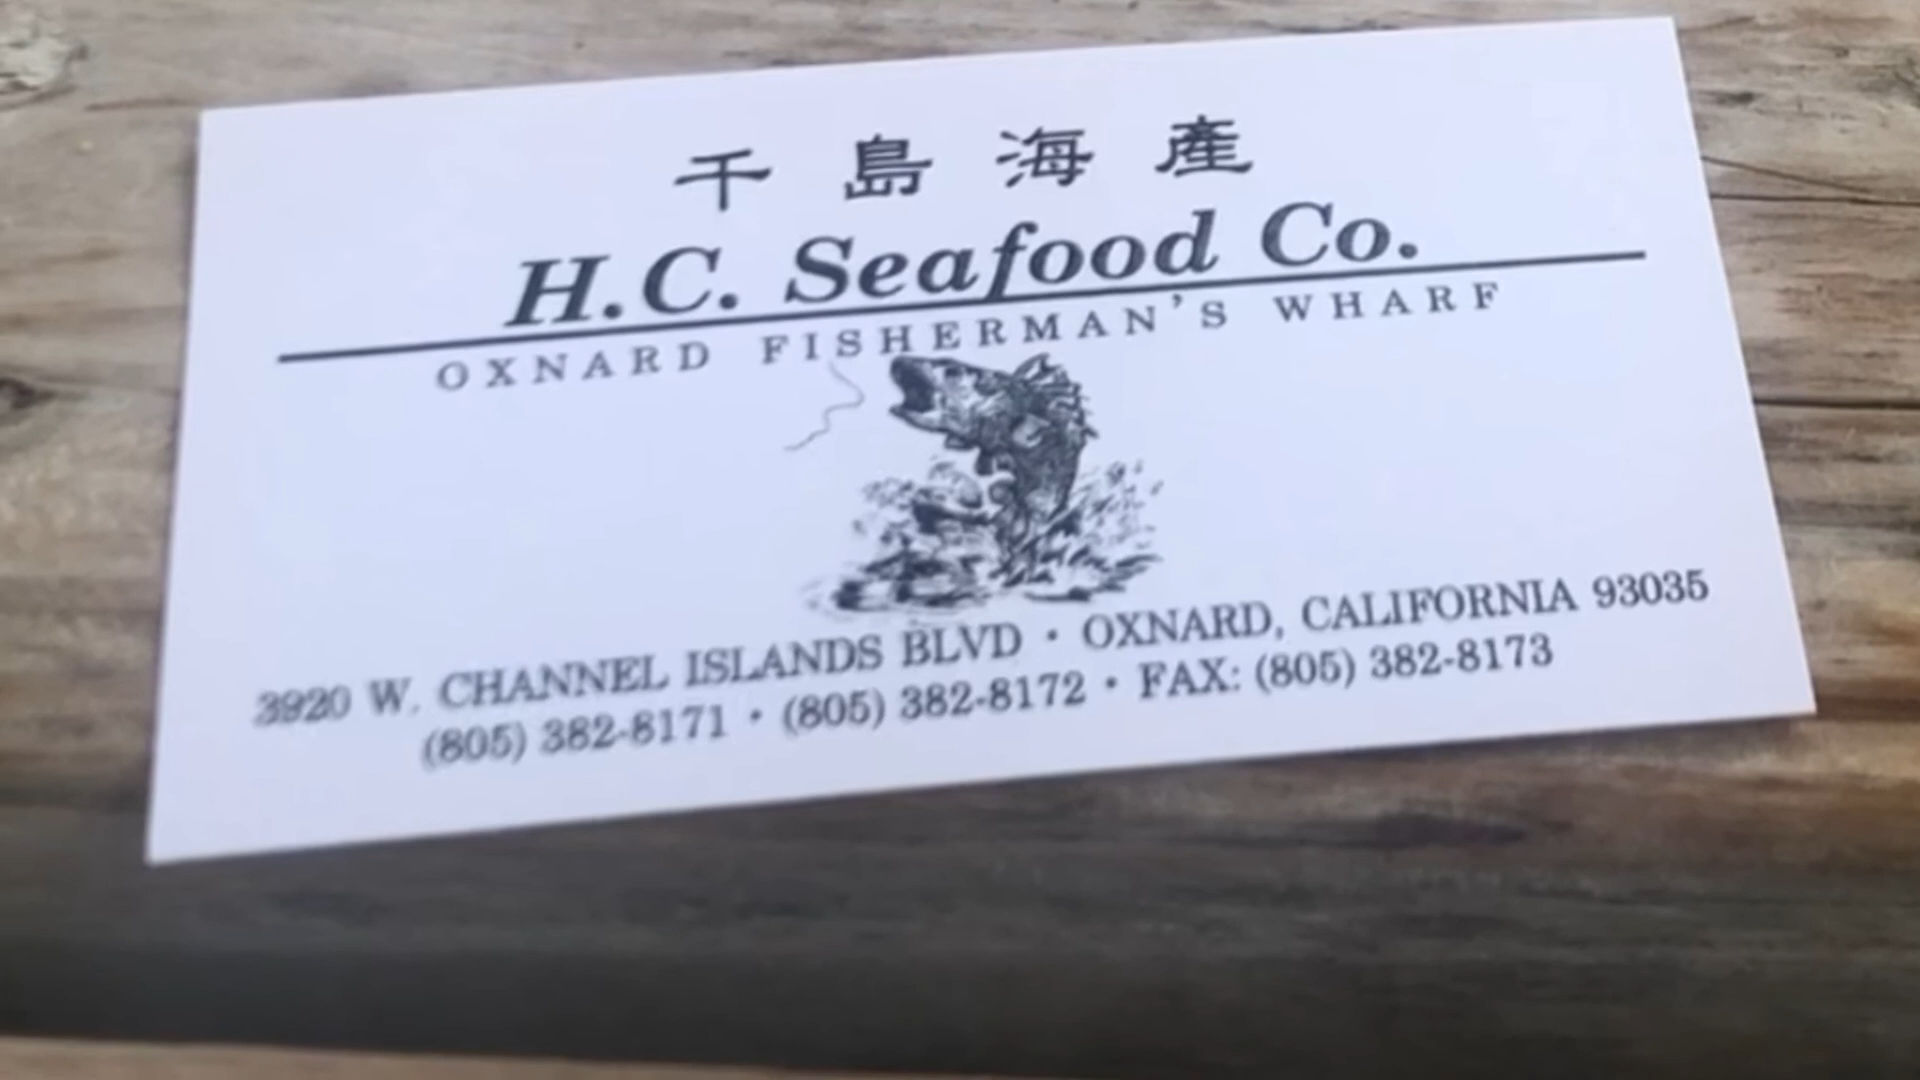 千島海產
H.C. Seafood Co.
OXNARD FISHERMAN'S WHARF
3920 W. CHANNEL ISLANDS BLVD • OXNARD, CALIFORNIA 93035
(805) 382-8171 • (805) 382-8172 • FAX: (805) 382-8173